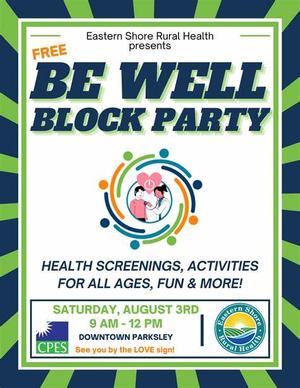 Eastern Shore Rural Health
presents
FREE
BE WELL
BLOCK PARTY
HEALTH SCREENINGS, ACTIVITIES
FOR ALL AGES, FUN & MORE!
SATURDAY, AUGUST 3RD
9 AM - 12 PM
DOWNTOWN PARKSLEY
See you by the LOVE sign!
CPES
Eastern Shore
Rural Health